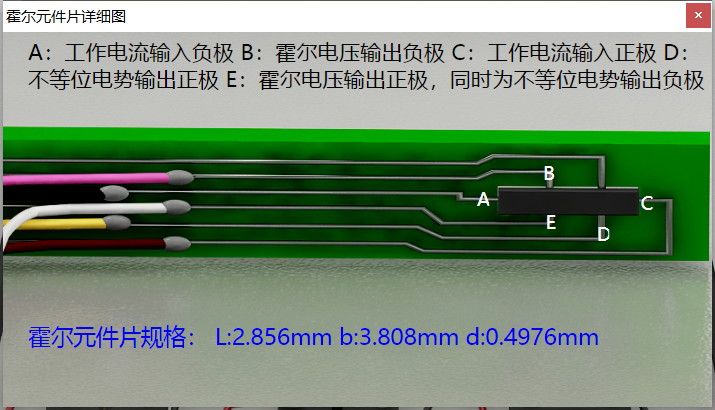 霍尔元件片详细图
A：工作电流输入负极 B：霍尔电压输出负极 C：工作电流输入正极 D：
不等位电势输出正极 E：霍尔电压输出正极，同时为不等位电势输出负极
B
A
C
E
D
霍尔元件片规格： L:2.856mm b:3.808mm d:0.4976mm